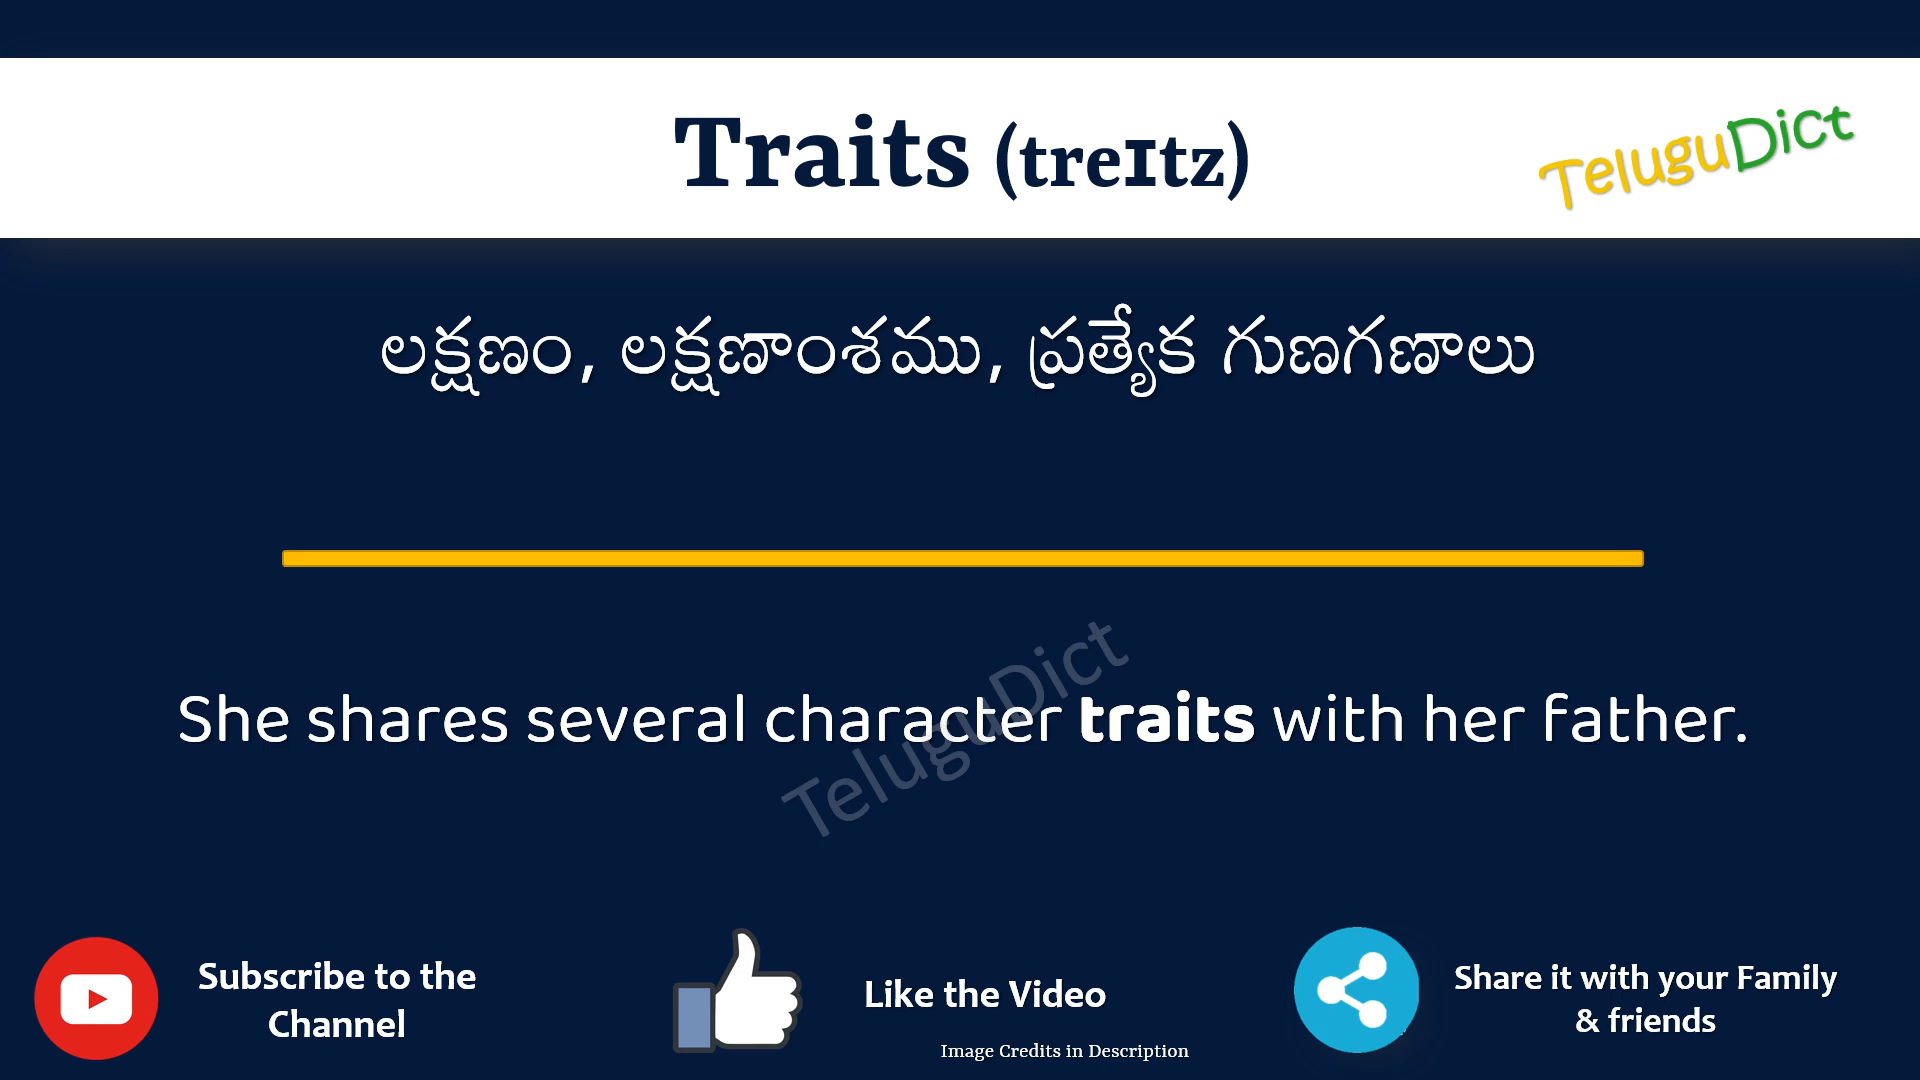 Traits (treɪtz)
TeluguDict
లక్షణం, లక్షణాంశము, ప్రత్యేక గుణగణాలు
She shares several character traits with her father.
TeluguDict
Subscribe to the
Channel
Like the Video
Share it with your Family
& friends
Image Credits in Description